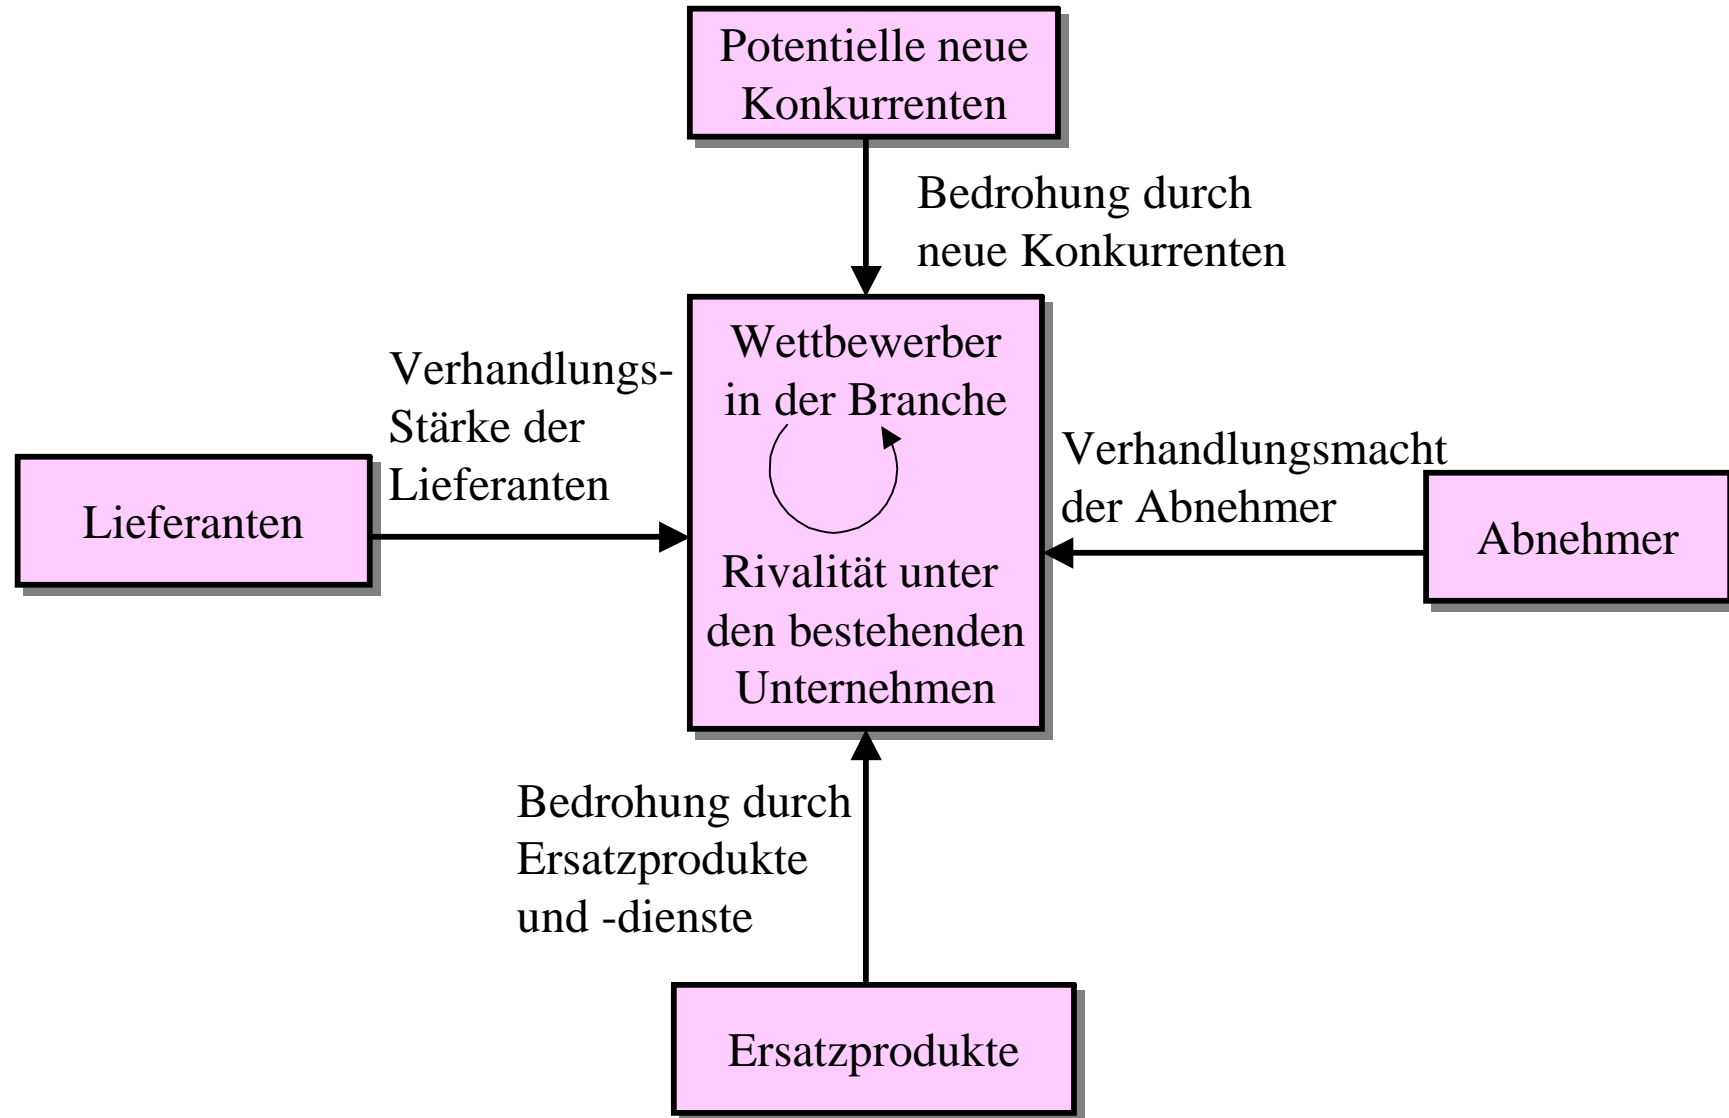 Potentielle neue
Konkurrenten
Bedrohung durch
neue Konkurrenten
Wettbewerber
in der Branche
Verhandlungs-
Stärke der
Lieferanten
Lieferanten
Verhandlungsmacht
der Abnehmer
Abnehmer
Rivalität unter
den bestehenden
Unternehmen
Bedrohung durch
Ersatzprodukte
und -dienste
Ersatzprodukte